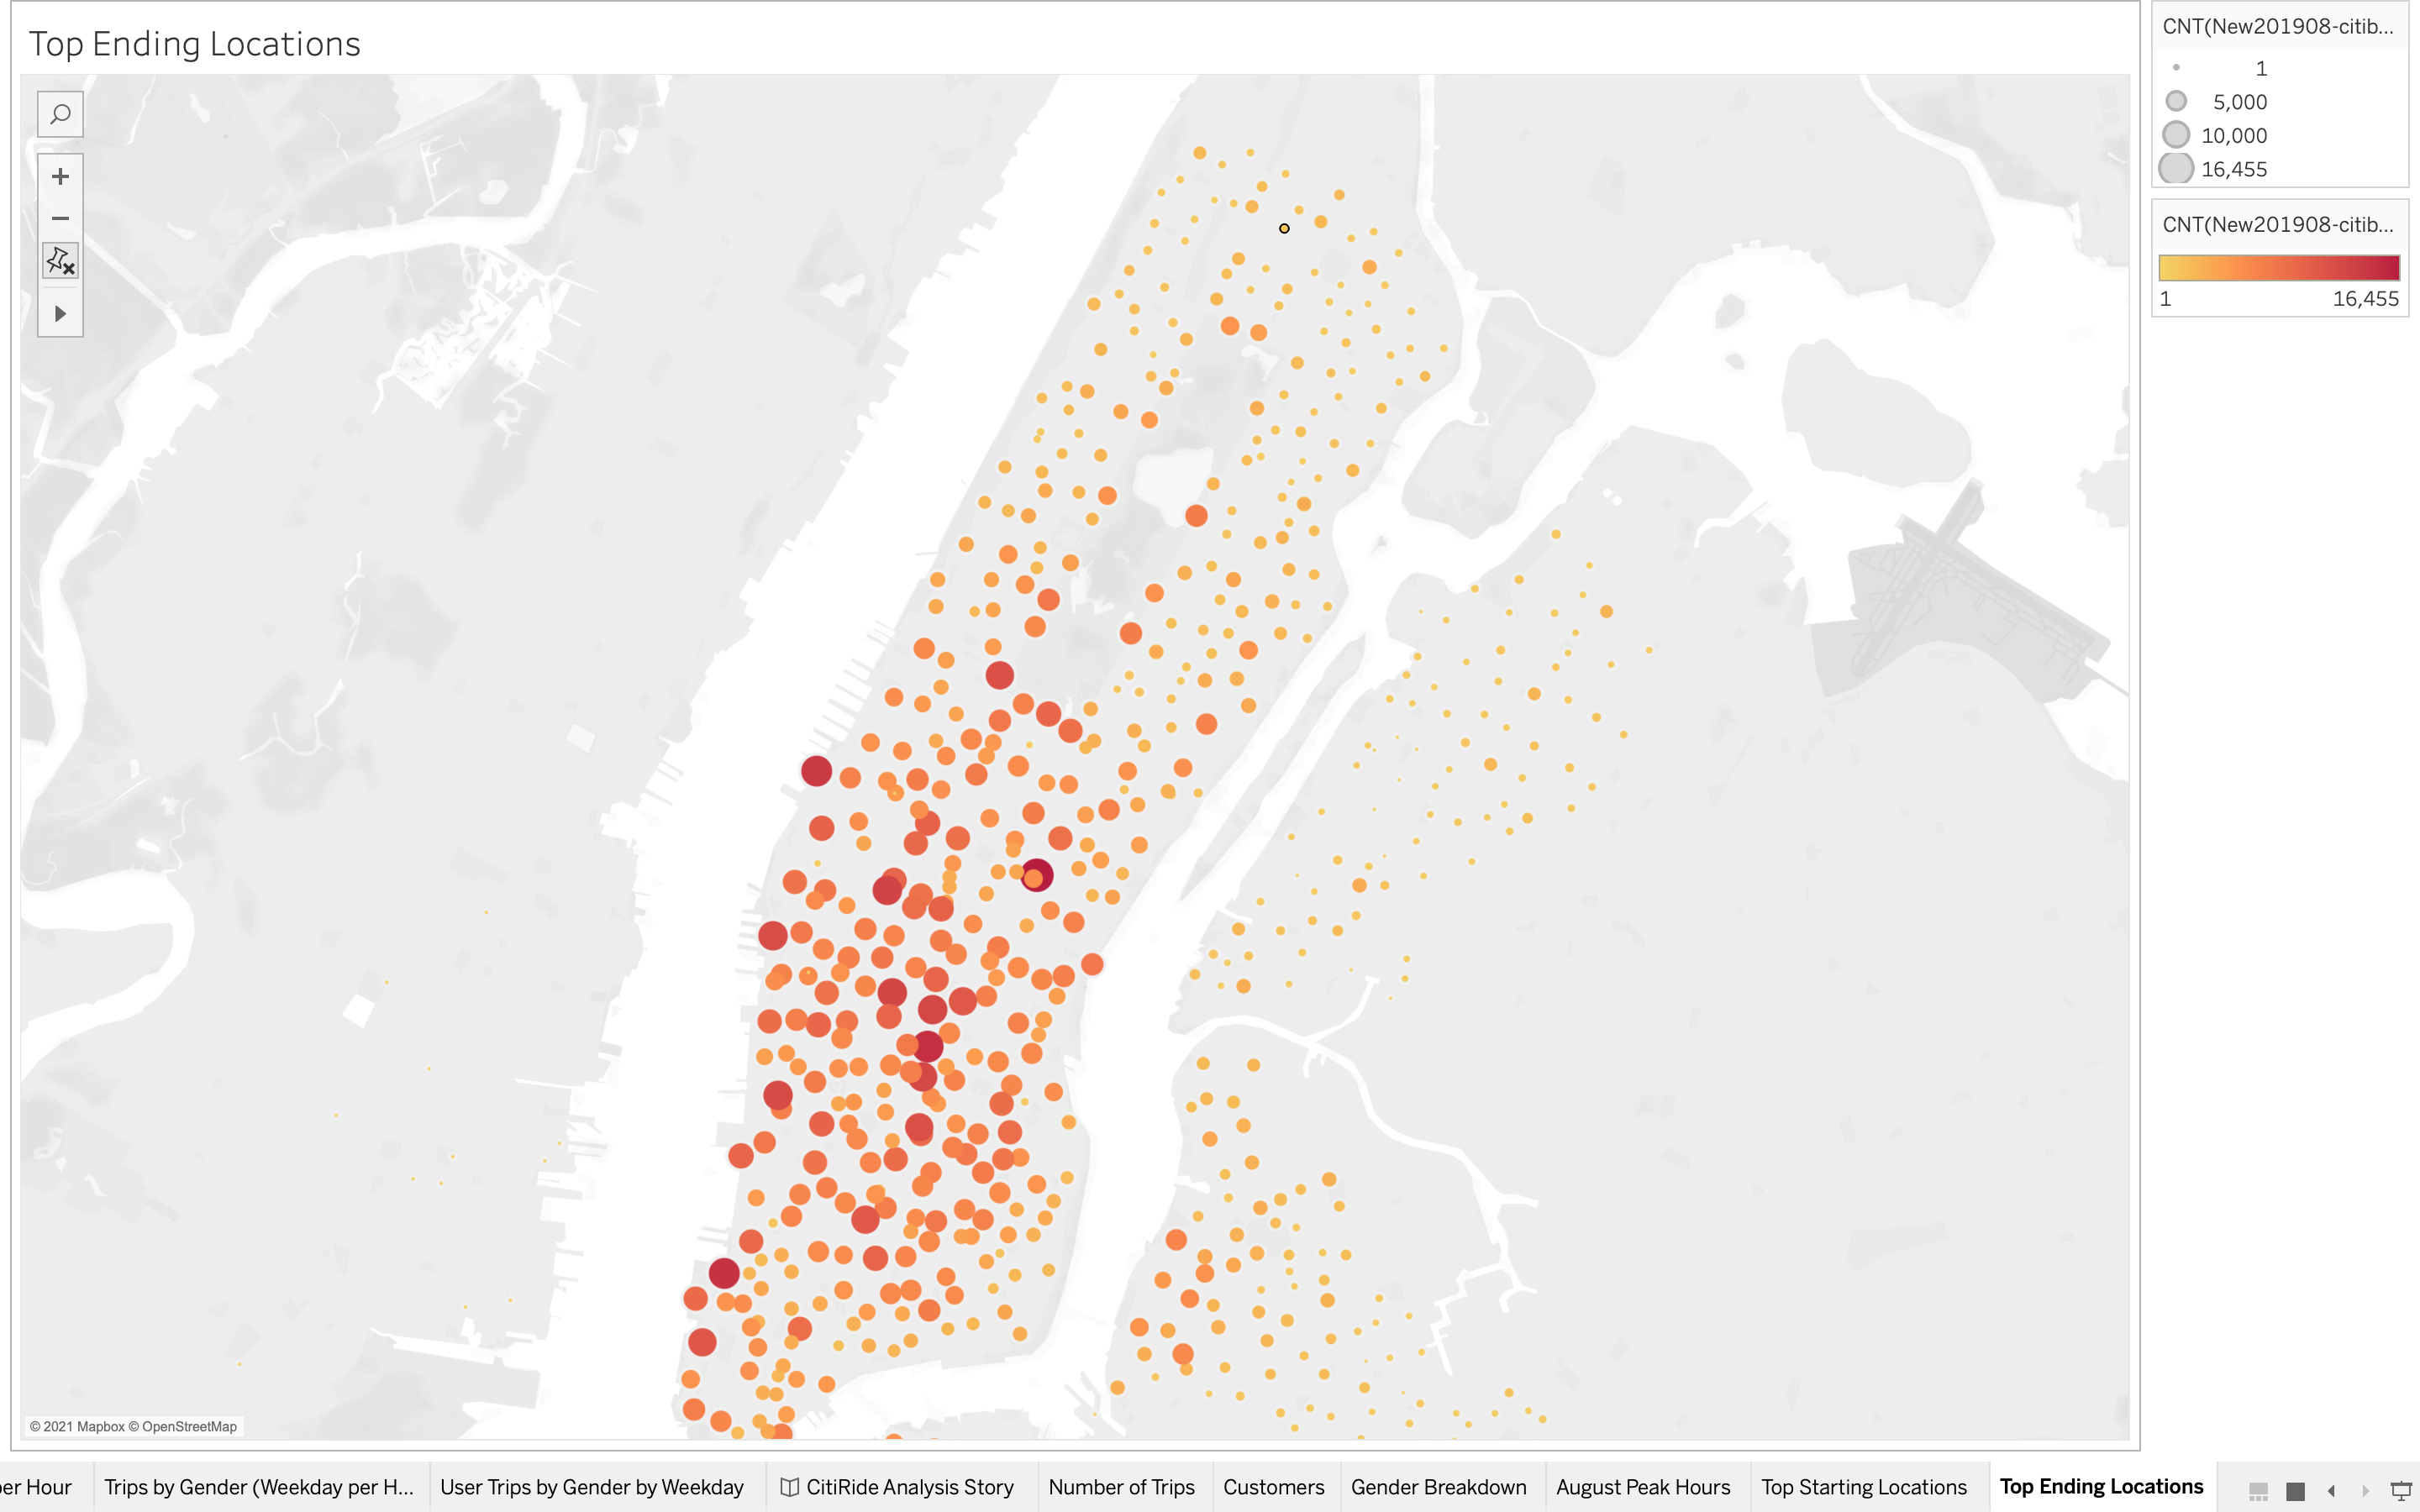 Top Ending Locations
CNT(New201908-citib...
1
5,000
10,000
16,455
CNT(New201908-citib...
1 16,455
© 2021 Mapbox © OpenStreetMap
per Hour Trips by Gender (Weekday per H... User Trips by Gender by Weekday CitiRide Analysis Story Number of Trips Customers Gender Breakdown August Peak Hours Top Starting Locations Top Ending Locations